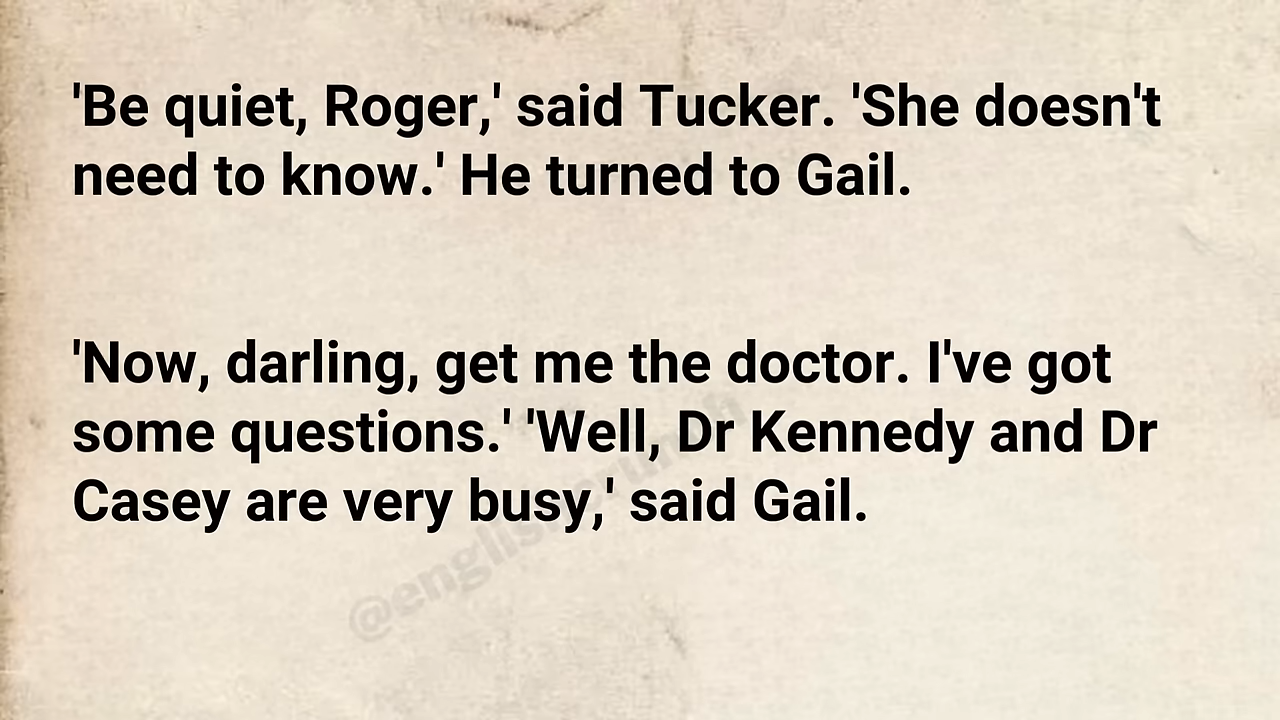 'Be quiet, Roger,' said Tucker. 'She doesn't
need to know.' He turned to Gail.
'Now, darling, get me the doctor. I've got
some questions.' 'Well, Dr Kennedy and Dr
Casey are very busy,' said Gail.